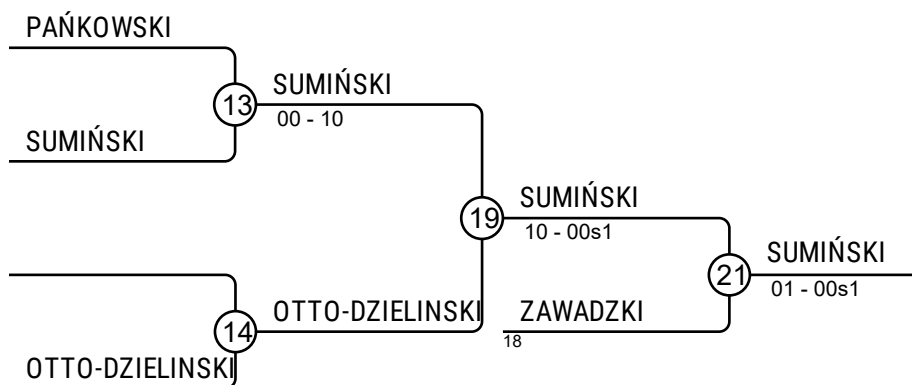 PAŃKOWSKI
13
SUMIŃSKI
00 - 10
SUMIŃSKI
19
SUMIŃSKI
10 - 00s1
21
SUMIŃSKI
01 - 00s1
14
OTTO-DZIELINSKI
ZAWADZKI
18
OTTO-DZIELINSKI